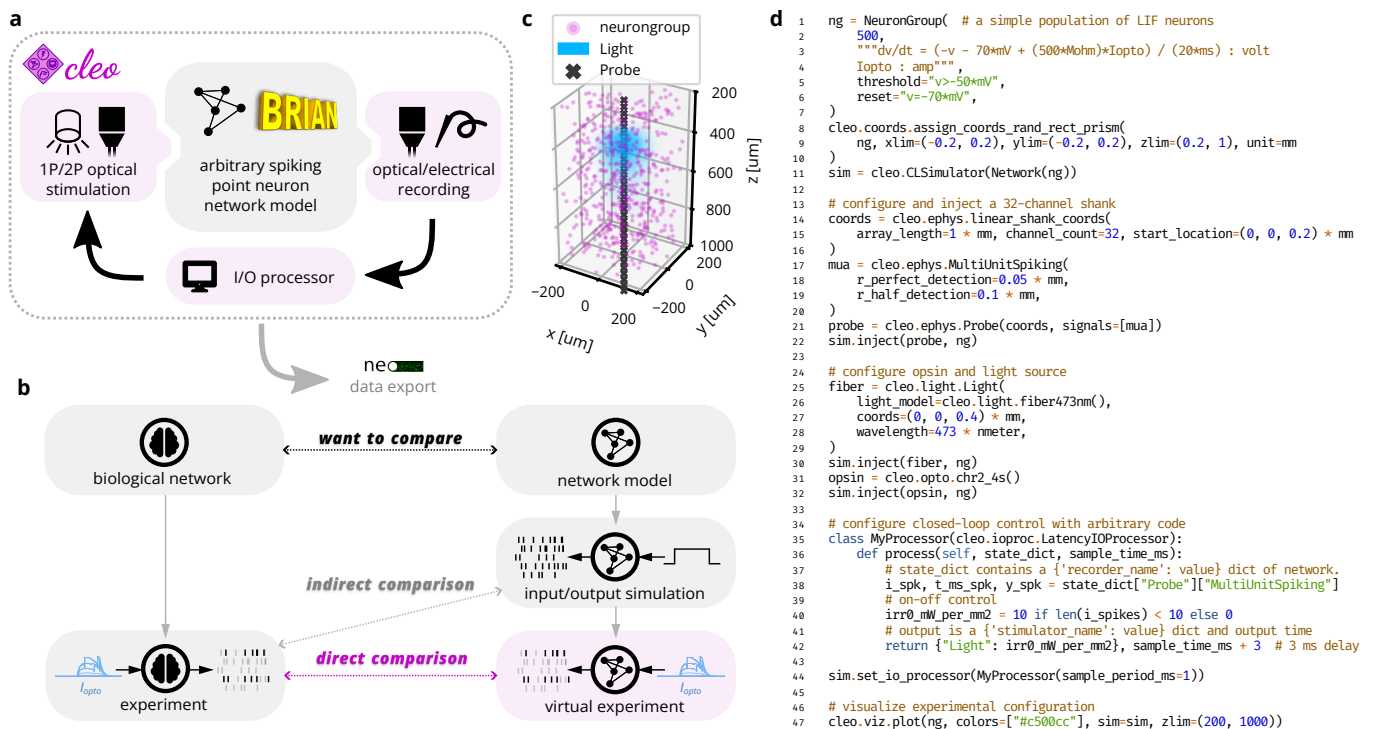 a
cleo
1P/2P optical
stimulation
BRIAN
arbitrary spiking
point neuron
network model
optical/electrical
recording
I/O processor
neo
data export
b
biological network
want to compare
network model
input/output simulation
indirect comparison
direct comparison
Iopto
experiment
Iopto
virtual experiment
c
neurongroup
Light
Probe
200
400
600
800
1000
z [um]
200
0
−200
y [um]
−200
0
200
x [um]
d
1 ng = NeuronGroup(  # a simple population of LIF neurons
2     500,
3     """dv/dt = (-v - 70*mV + (500*Mohm)*Iopto) / (20*ms) : volt
4     Iopto : amp""",
5     threshold="v>-50*mV",
6     reset="v=-70*mV",
7 )
8 cleo.coords.assign_coords_rand_rect_prism(
9     ng, xlim=(-0.2, 0.2), ylim=(-0.2, 0.2), zlim=(0.2, 1), unit=mm
10 )
11 sim = cleo.CLSimulator(Network(ng))
12
13 # configure and inject a 32-channel shank
14 coords = cleo.ephys.linear_shank_coords(
15     array_length=1 * mm, channel_count=32, start_location=(0, 0, 0.2) * mm
16 )
17 mua = cleo.ephys.MultiUnitSpiking(
18     r_perfect_detection=0.05 * mm,
19     r_half_detection=0.1 * mm,
20 )
21 probe = cleo.ephys.Probe(coords, signals=[mua])
22 sim.inject(probe, ng)
23
24 # configure opsin and light source
25 fiber = cleo.light.Light(
26     light_model=cleo.light.fiber473nm(),
27     coords=(0, 0, 0.4) * mm,
28     wavelength=473 * nmeter,
29 )
30 sim.inject(fiber, ng)
31 opsin = cleo.opto.chr2_4s()
32 sim.inject(opsin, ng)
33
34 # configure closed-loop control with arbitrary code
35 class MyProcessor(cleo.ioproc.LatencyIOProcessor):
36     def process(self, state_dict, sample_time_ms):
37         # state_dict contains a {'recorder_name': value} dict of network.
38         i_spk, t_ms_spk, y_spk = state_dict["Probe"]["MultiUnitSpiking"]
39         # on-off control
40         irr0_mW_per_mm2 = 10 if len(i_spikes) < 10 else 0
41         # output is a {'stimulator_name': value} dict and output time
42         return {"Light": irr0_mW_per_mm2}, sample_time_ms + 3  # 3 ms delay
43
44 sim.set_io_processor(MyProcessor(sample_period_ms=1))
45
46 # visualize experimental configuration
47 cleo.viz.plot(ng, colors=["#c500cc"], sim=sim, zlim=(200, 1000))